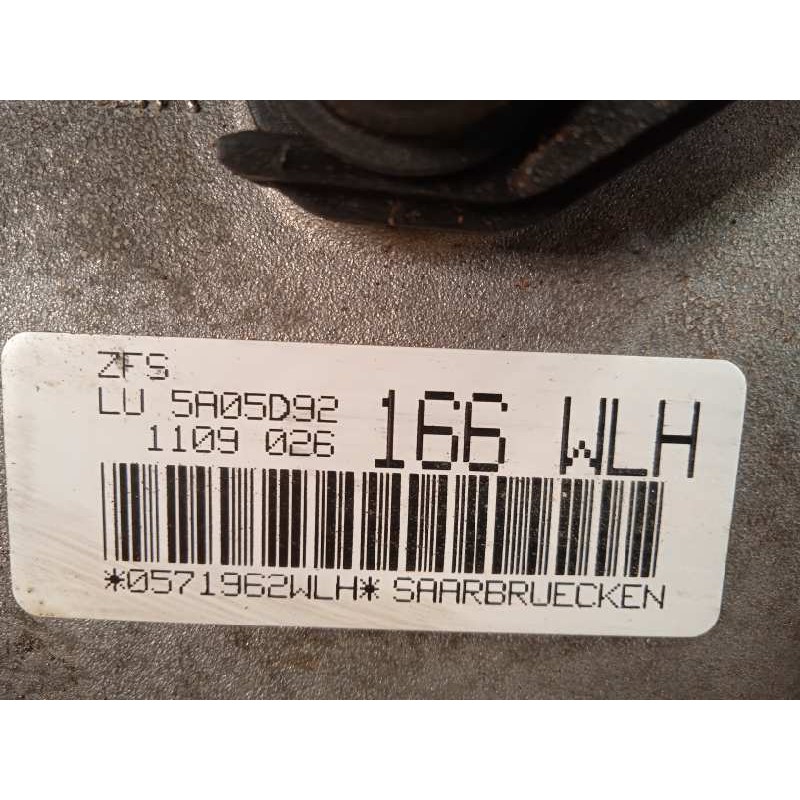 ZFS
LU 5A05D92
1109 026
166 WLH
*0571962WLH* SAARBRUECKEN